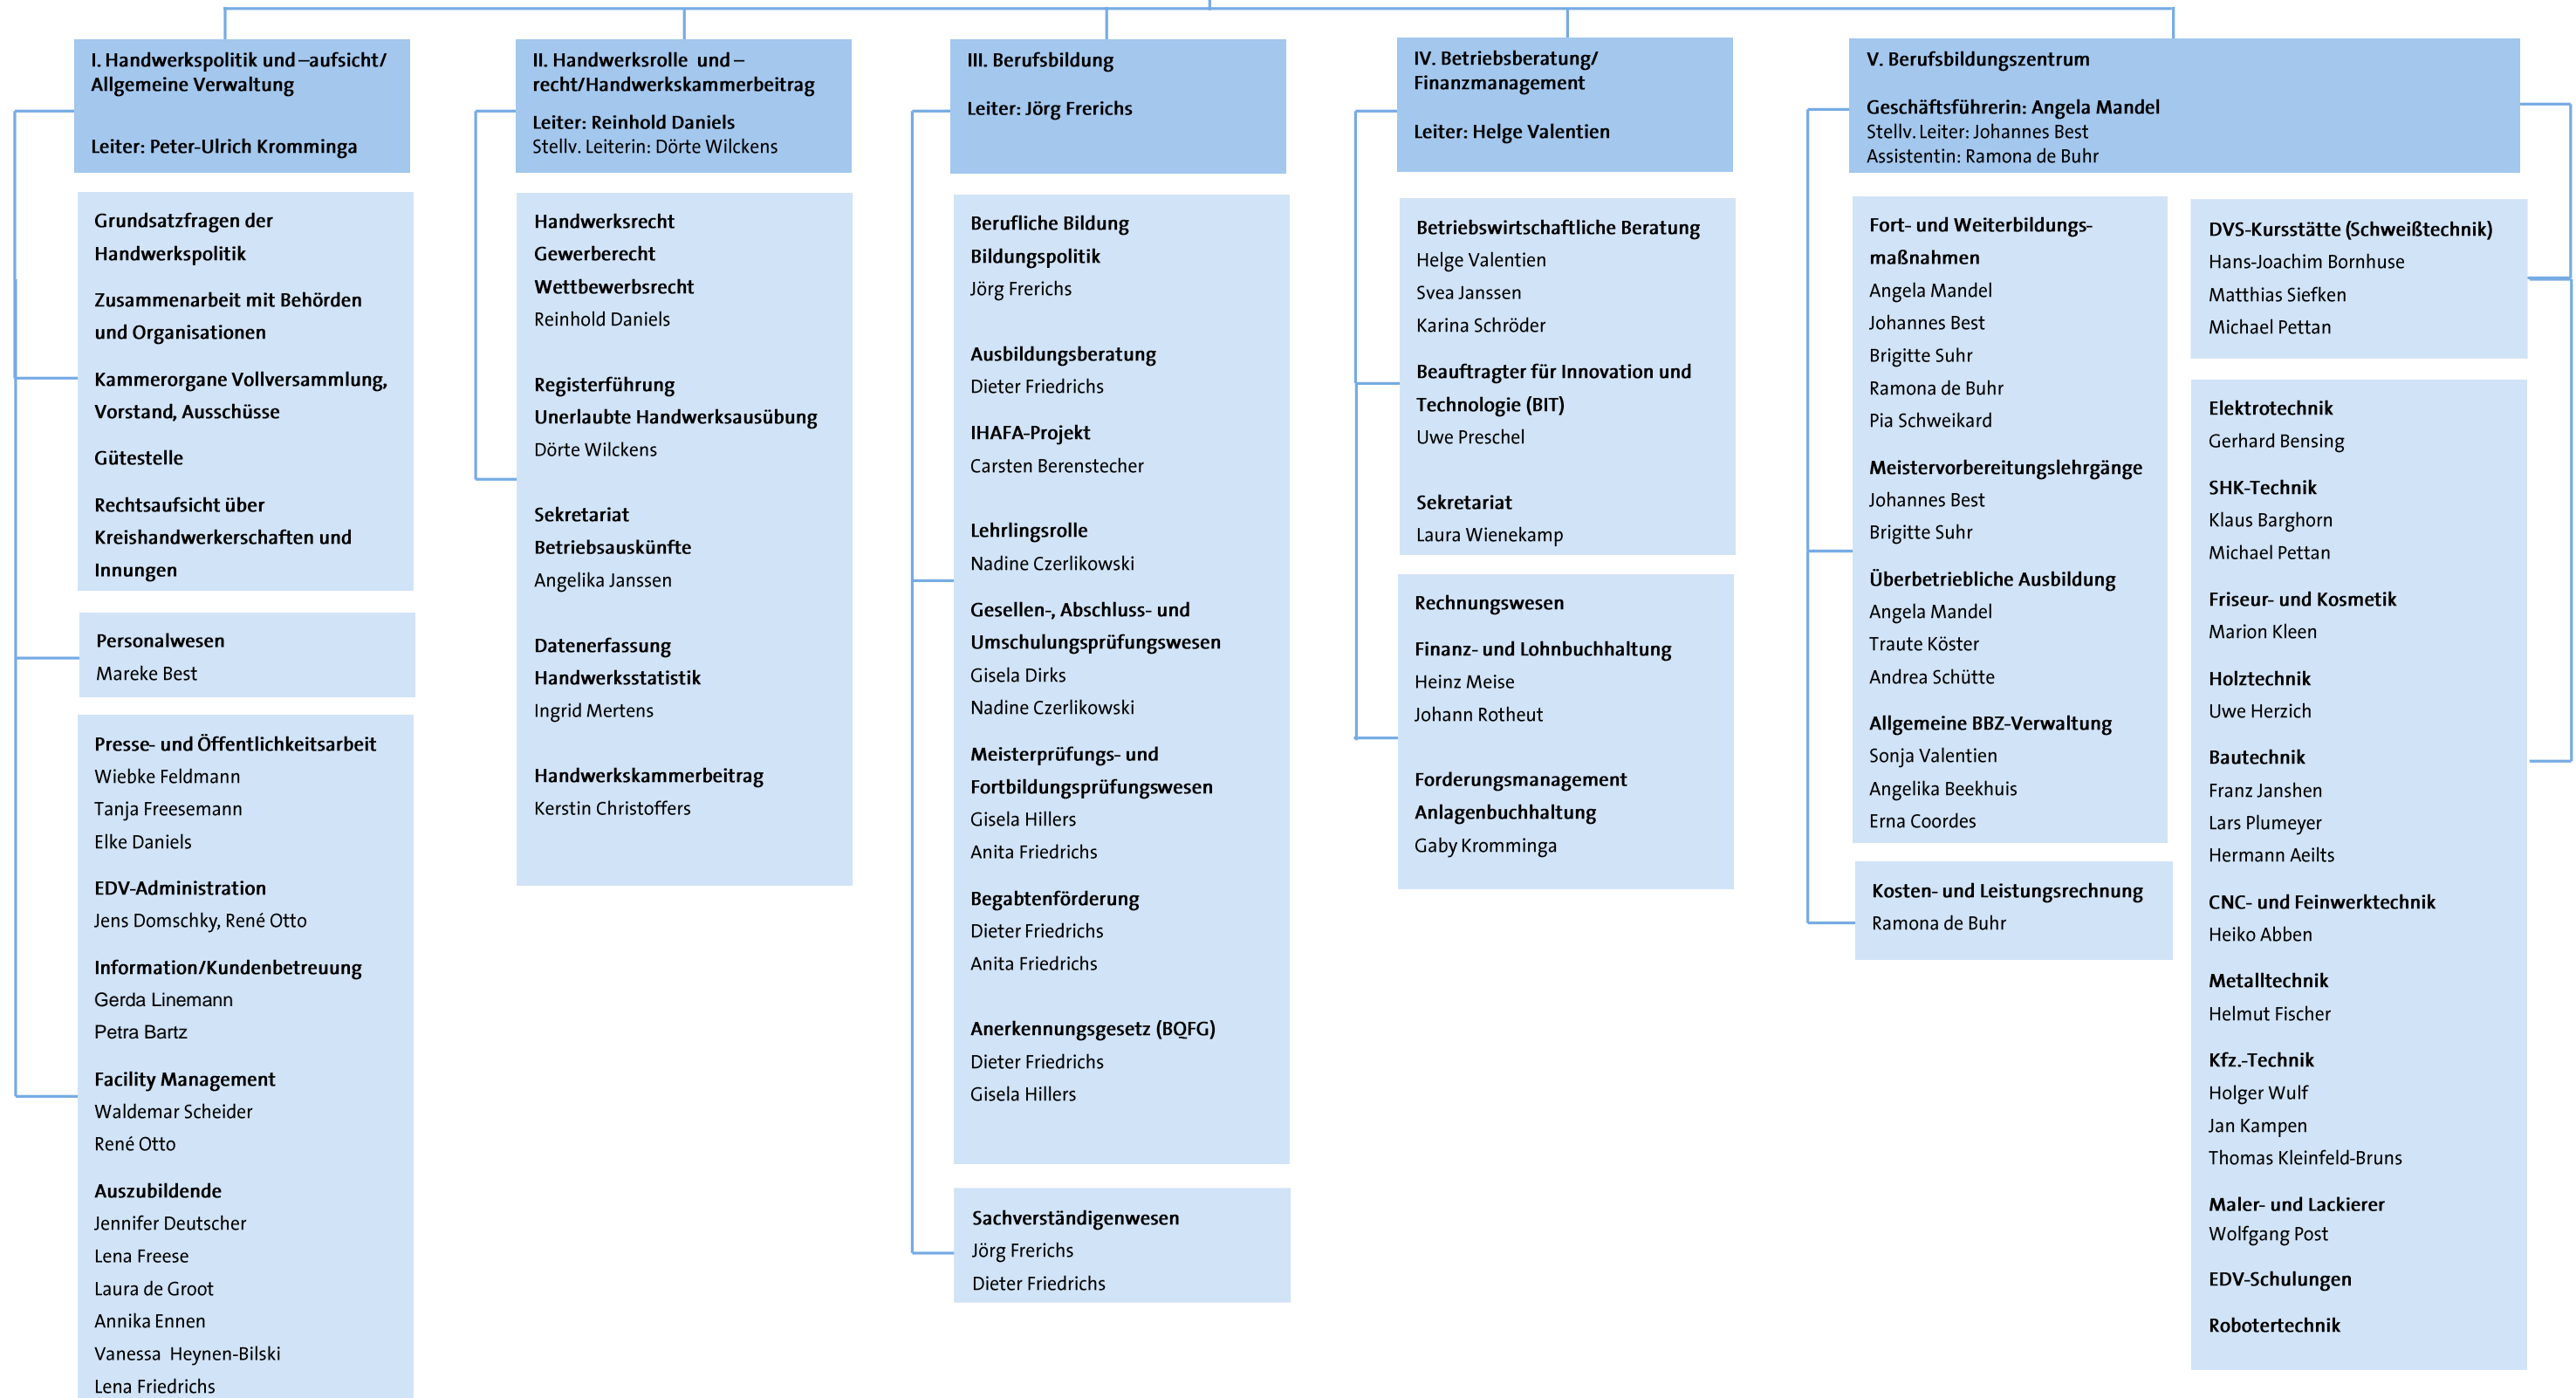 I. Handwerkspolitik und –aufsicht/
Allgemeine Verwaltung
Leiter: Peter-Ulrich Kromminga
Grundsatzfragen der
Handwerkspolitik
Zusammenarbeit mit Behörden
und Organisationen
Kammerorgane Vollversammlung,
Vorstand, Ausschüsse
Gütestelle
Rechtsaufsicht über
Kreishandwerkerschaften und
Innungen
Personalwesen
Mareke Best
Presse- und Öffentlichkeitsarbeit
Wiebke Feldmann
Tanja Freesemann
Elke Daniels
EDV-Administration
Jens Domschky, René Otto
Information/Kundenbetreuung
Gerda Linemann
Petra Bartz
Facility Management
Waldemar Scheider
René Otto
Auszubildende
Jennifer Deutscher
Lena Freese
Laura de Groot
Annika Ennen
Vanessa Heynen-Bilski
Lena Friedrichs
II. Handwerksrolle und –
recht/Handwerkskammerbeitrag
Leiter: Reinhold Daniels
Stellv. Leiterin: Dörte Wilckens
Handwerksrecht
Gewerberecht
Wettbewerbsrecht
Reinhold Daniels
Registerführung
Unerlaubte Handwerksausübung
Dörte Wilckens
Sekretariat
Betriebsauskünfte
Angelika Janssen
Datenerfassung
Handwerksstatistik
Ingrid Mertens
Handwerkskammerbeitrag
Kerstin Christoffers
III. Berufsbildung
Leiter: Jörg Frerichs
Berufliche Bildung
Bildungspolitik
Jörg Frerichs
Ausbildungsberatung
Dieter Friedrichs
IHAFA-Projekt
Carsten Berenstecher
Lehrlingsrolle
Nadine Czerlikowski
Gesellen-, Abschluss- und
Umschulungsprüfungswesen
Gisela Dirks
Nadine Czerlikowski
Meisterprüfungs- und
Fortbildungsprüfungswesen
Gisela Hillers
Anita Friedrichs
Begabtenförderung
Dieter Friedrichs
Anita Friedrichs
Anerkennungsgesetz (BQFG)
Dieter Friedrichs
Gisela Hillers
Sachverständigenwesen
Jörg Frerichs
Dieter Friedrichs
IV. Betriebsberatung/
Finanzmanagement
Leiter: Helge Valentien
Betriebswirtschaftliche Beratung
Helge Valentien
Svea Janssen
Karina Schröder
Beauftragter für Innovation und
Technologie (BIT)
Uwe Preschel
Sekretariat
Laura Wienekamp
Rechnungswesen
Finanz- und Lohnbuchhaltung
Heinz Meise
Johann Rotheut
Forderungsmanagement
Anlagenbuchhaltung
Gaby Kromminga
V. Berufsbildungszentrum
Geschäftsführerin: Angela Mandel
Stellv. Leiter: Johannes Best
Assistentin: Ramona de Buhr
Fort- und Weiterbildungs-
maßnahmen
Angela Mandel
Johannes Best
Brigitte Suhr
Ramona de Buhr
Pia Schweikard
Meistervorbereitungslehrgänge
Johannes Best
Brigitte Suhr
Überbetriebliche Ausbildung
Angela Mandel
Traute Köster
Andrea Schütte
Allgemeine BBZ-Verwaltung
Sonja Valentien
Angelika Beekhuis
Erna Coordes
Kosten- und Leistungsrechnung
Ramona de Buhr
DVS-Kursstätte (Schweißtechnik)
Hans-Joachim Bornhuse
Matthias Siefken
Michael Pettan
Elektrotechnik
Gerhard Bensing
SHK-Technik
Klaus Barghorn
Michael Pettan
Friseur- und Kosmetik
Marion Kleen
Holztechnik
Uwe Herzich
Bautechnik
Franz Janshen
Lars Plumeyer
Hermann Aeilts
CNC- und Feinwerktechnik
Heiko Abben
Metalltechnik
Helmut Fischer
Kfz.-Technik
Holger Wulf
Jan Kampen
Thomas Kleinfeld-Bruns
Maler- und Lackierer
Wolfgang Post
EDV-Schulungen
Robotertechnik